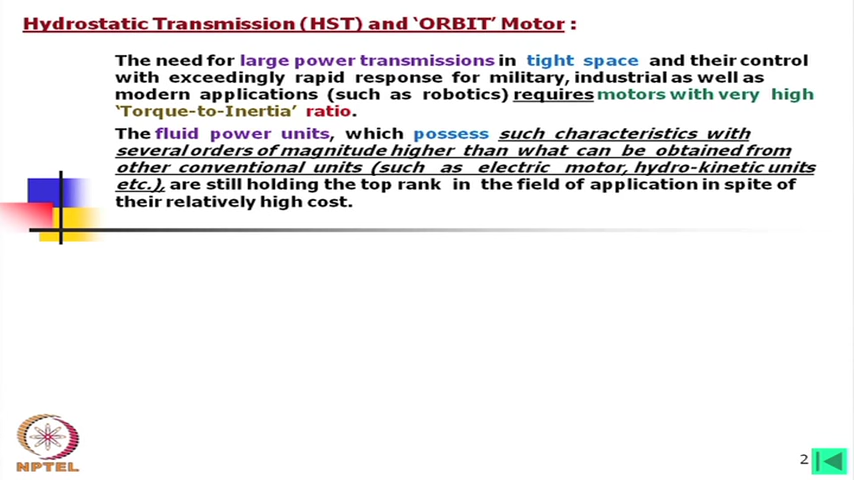 Hydrostatic Transmission (HST) and ‘ORBIT’ Motor :
The need for large power transmissions in tight space and their control
with exceedingly rapid response for military, industrial as well as
modern applications (such as robotics) requires motors with very high
‘Torque-to-Inertia’ ratio.
The fluid power units, which possess such characteristics with
several orders of magnitude higher than what can be obtained from
other conventional units (such as electric motor, hydro-kinetic units
etc.), are still holding the top rank in the field of application in spite of
their relatively high cost.
NPTEL
2